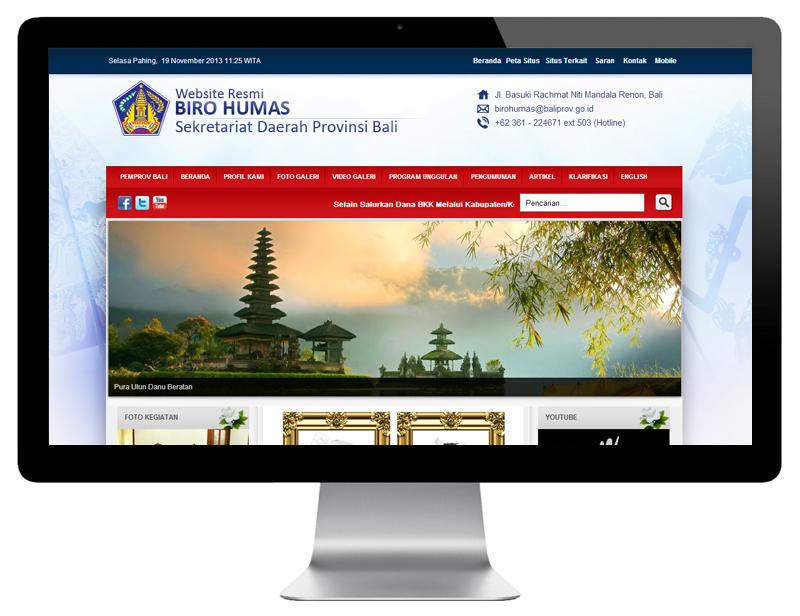 Selasa Pahing, 19 November 2013 11:25 WITA
Beranda Peta Situs Situs Terkait Saran Kontak Mobile
Website Resmi
BIRO HUMAS
Sekretariat Daerah Provinsi Bali
Jl. Basuki Rachmat Niti Mandala Renon, Bali
birohumas@baliprov.go.id
+62 361 - 224671 ext 503 (Hotline)
PEMPROV BALI BERANDA PROFIL KAMI FOTO GALERI VIDEO GALERI PROGRAM UNGGULAN PENGUMUMAN ARTIKEL KLARIFIKASI ENGLISH
You Tube Selain Salurkan Dana BKK Melalui Kabupaten/K Pencarian...
Pura Ulun Danu Beratan
FOTO KEGIATAN YOUTUBE